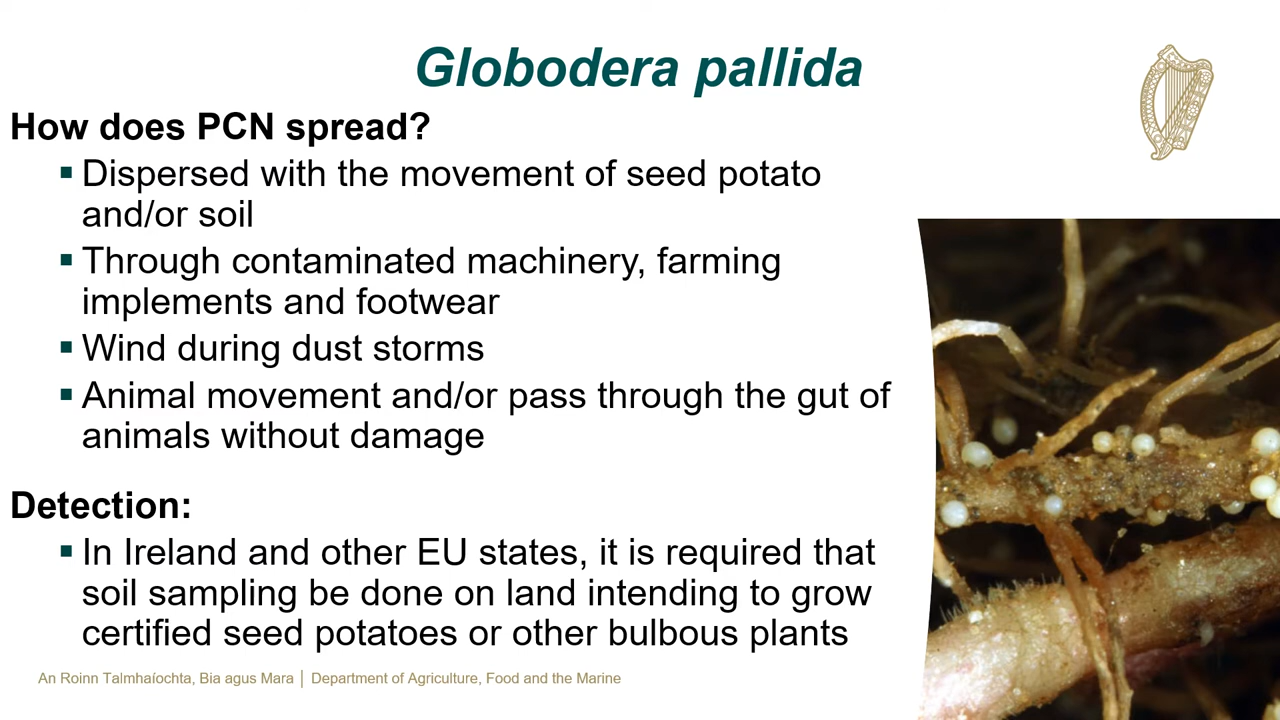 Globodera pallida
How does PCN spread?
▪ Dispersed with the movement of seed potato
and/or soil
▪ Through contaminated machinery, farming
implements and footwear
▪ Wind during dust storms
▪ Animal movement and/or pass through the gut of
animals without damage
Detection:
▪ In Ireland and other EU states, it is required that
soil sampling be done on land intending to grow
certified seed potatoes or other bulbous plants
An Roinn Talmhaíochta, Bia agus Mara | Department of Agriculture, Food and the Marine